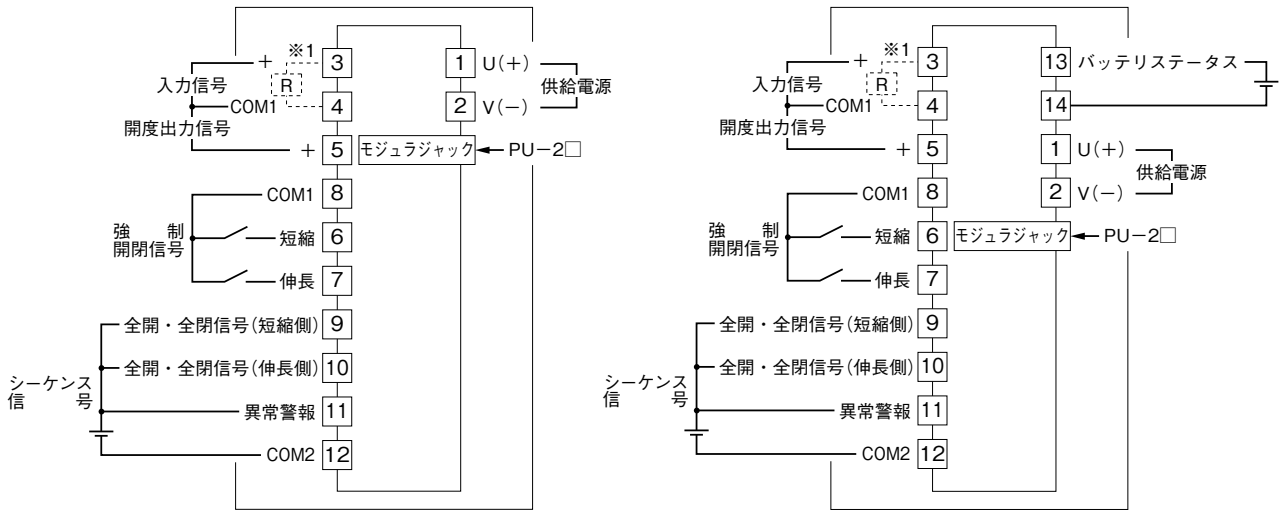 ※1
+ 3
入力信号
R
COM1 4
開度出力信号
+ 5
1 U(+)
供給電源
2 V(-)
モジュラジャック PU-2□
COM1 8
強制
開閉信号
短縮 6
伸長 7
全開・全閉信号(短縮側) 9
全開・全閉信号(伸長側) 10
シーケンス
信号
異常警報 11
COM2 12
※1
+ 3
入力信号
R
COM1 4
開度出力信号
+ 5
13 バッテリステータス
14
1 U(+)
供給電源
2 V(-)
モジュラジャック PU-2□
COM1 8
強制
開閉信号
短縮 6
伸長 7
全開・全閉信号(短縮側) 9
全開・全閉信号(伸長側) 10
シーケンス
信号
異常警報 11
COM2 12